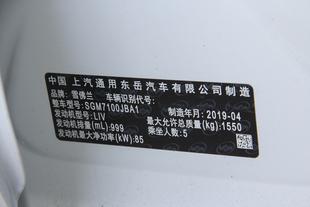 中国 上汽通用东岳汽车有限公司 制造
品牌：雪佛兰 车辆识别代号：
整车型号：SGM7100JBA1 制造年月：2019-04
发动机型号：LIV 最大允许总质量(kg)：1550
发动机排量(mL)：999 乘坐人数：5
发动机最大净功率(kW)：85